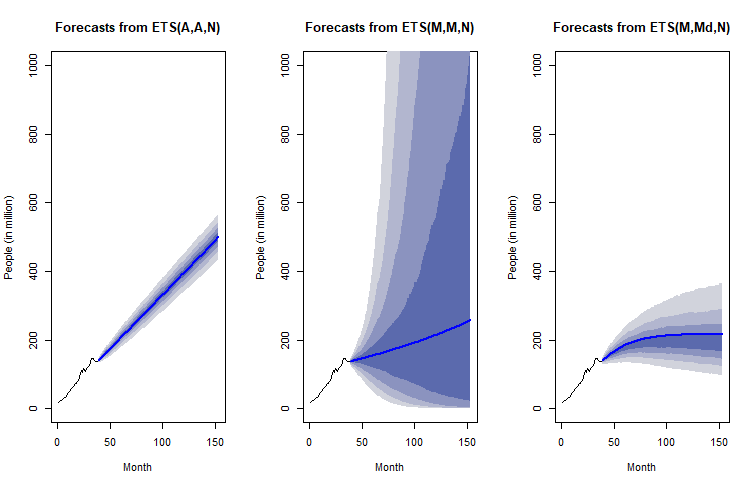 Forecasts from ETS(A,A,N)
People (in million)
1000
800
600
400
200
0
0 50 100 150
Month
Forecasts from ETS(M,M,N)
People (in million)
1000
800
600
400
200
0
0 50 100 150
Month
Forecasts from ETS(M,Md,N)
People (in million)
1000
800
600
400
200
0
0 50 100 150
Month